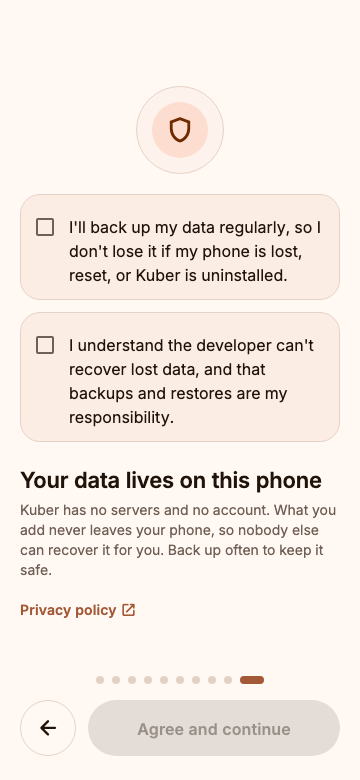 I'll back up my data regularly, so I
don't lose it if my phone is lost,
reset, or Kuber is uninstalled.
I understand the developer can't
recover lost data, and that
backups and restores are my
responsibility.
Your data lives on this phone
Kuber has no servers and no account. What you
add never leaves your phone, so nobody else
can recover it for you. Back up often to keep it
safe.
Privacy policy
Agree and continue